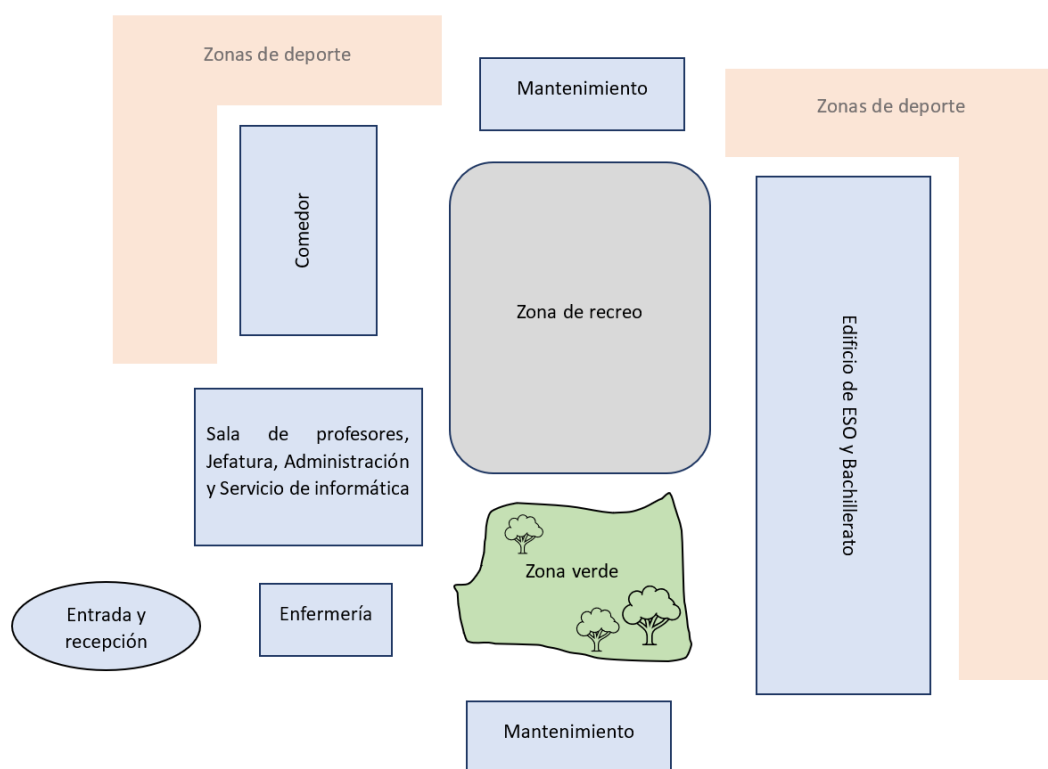 Zonas de deporte
Mantenimiento
Zonas de deporte
Comedor
Zona de recreo
Edificio de ESO y Bachillerato
Sala de profesores,
Jefatura, Administración
y Servicio de informática
Zona verde
Entrada y
recepción
Enfermería
Mantenimiento